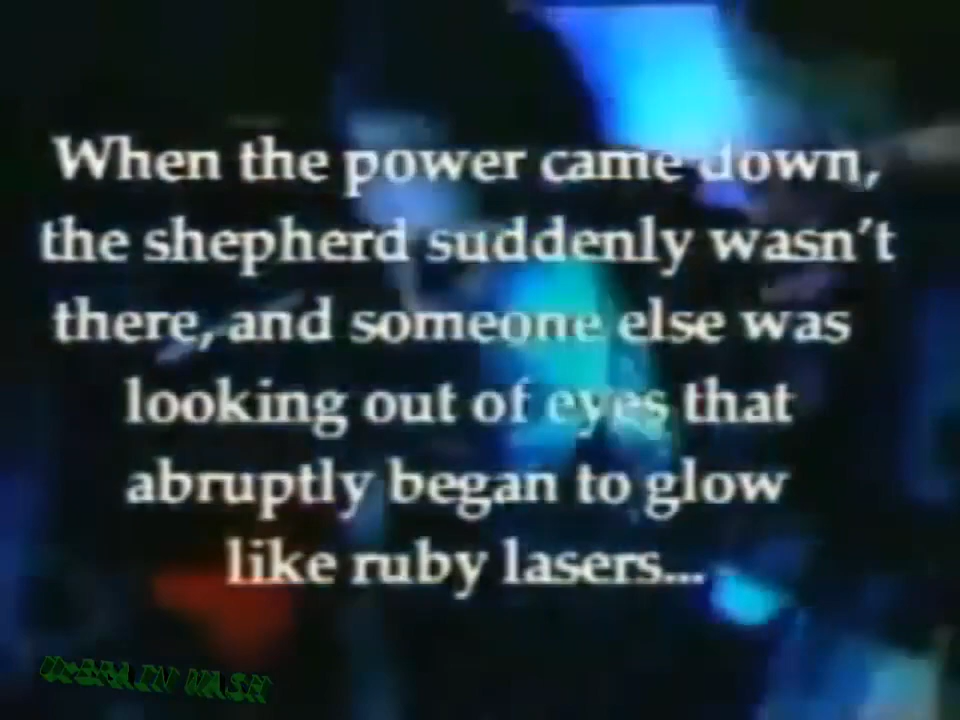 When the power came down,
the shepherd suddenly wasn't
there, and someone else was
looking out of eyes that
abruptly began to glow
like ruby lasers...